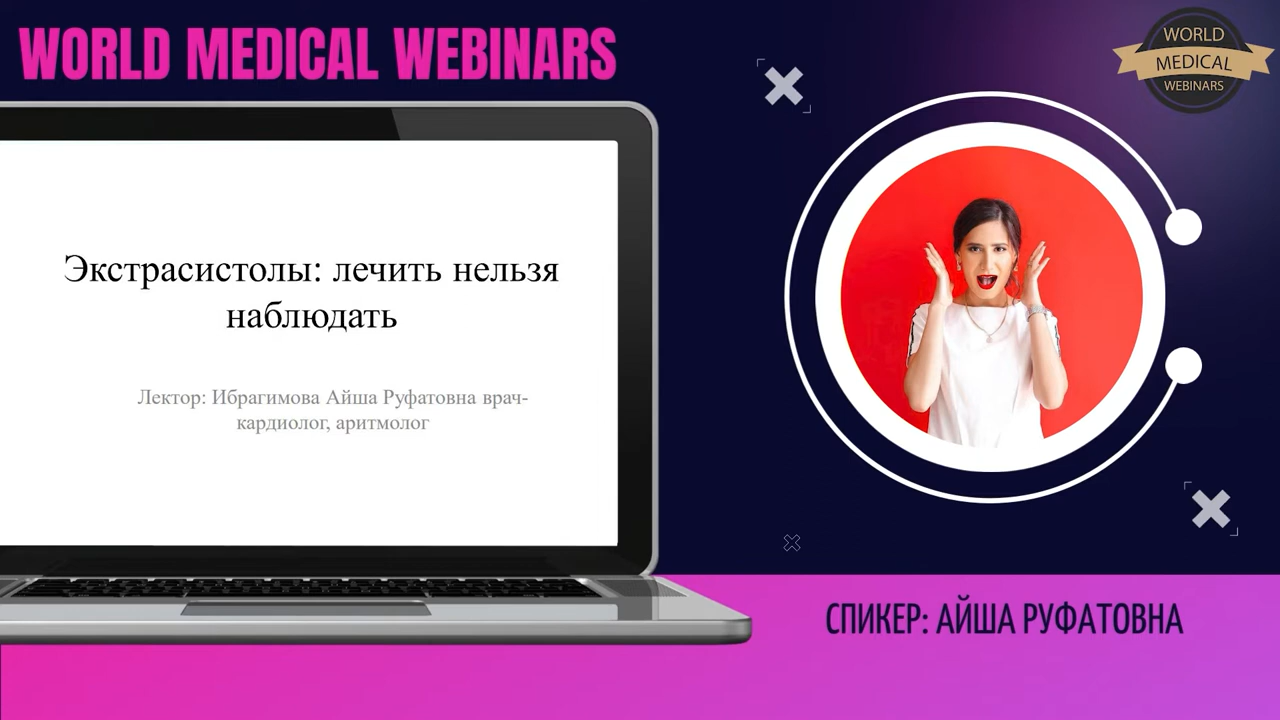 WORLD MEDICAL WEBINARS
WORLD
MEDICAL
WEBINARS
Экстрасистолы: лечить нельзя
наблюдать
Лектор: Ибрагимова Айша Руфатовна врач-
кардиолог, аритмолог
СПИКЕР: АЙША РУФАТОВНА